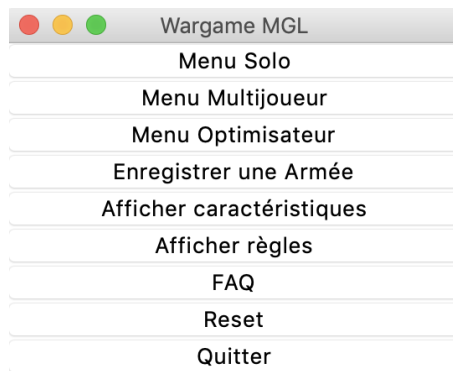 Wargame MGL
Menu Solo
Menu Multijoueur
Menu Optimisateur
Enregistrer une Armée
Afficher caractéristiques
Afficher règles
FAQ
Reset
Quitter